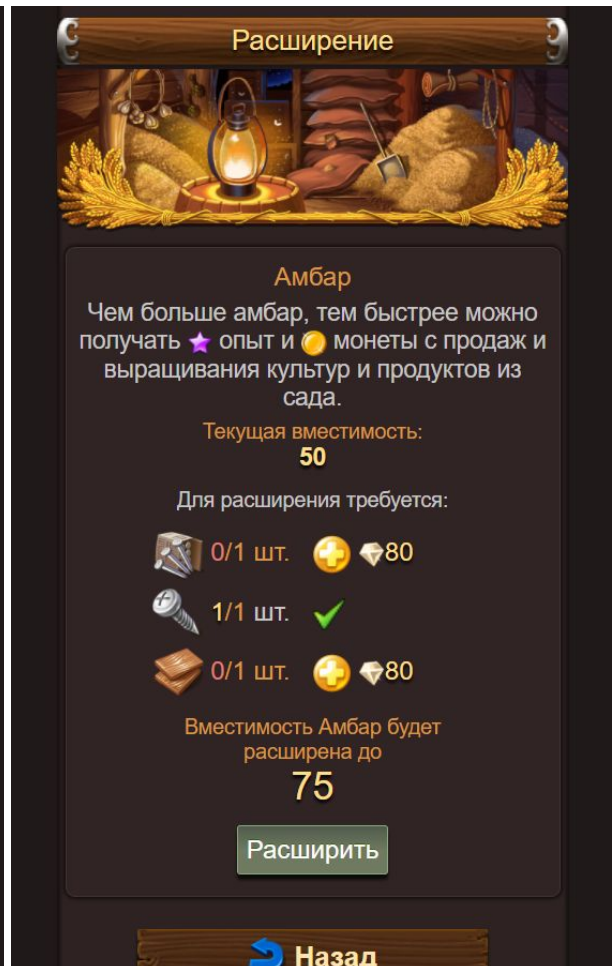 Расширение
Амбар
Чем больше амбар, тем быстрее можно
получать опыт и монеты с продаж и
выращивания культур и продуктов из
сада.
Текущая вместимость:
50
Для расширения требуется:
0/1 шт. 80
1/1 шт.
0/1 шт. 80
Вместимость Амбар будет
расширена до
75
Расширить
Назад